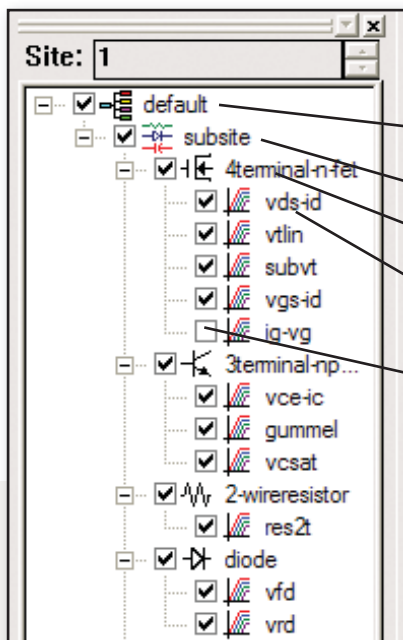 Site: 1
default
subsite
4terminal-n-fet
vds-id
vtlin
subvt
vgs-id
ig-vg
3terminal-np...
vce-ic
gummel
vcsat
2-wireresistor
res2t
diode
vfd
vrd